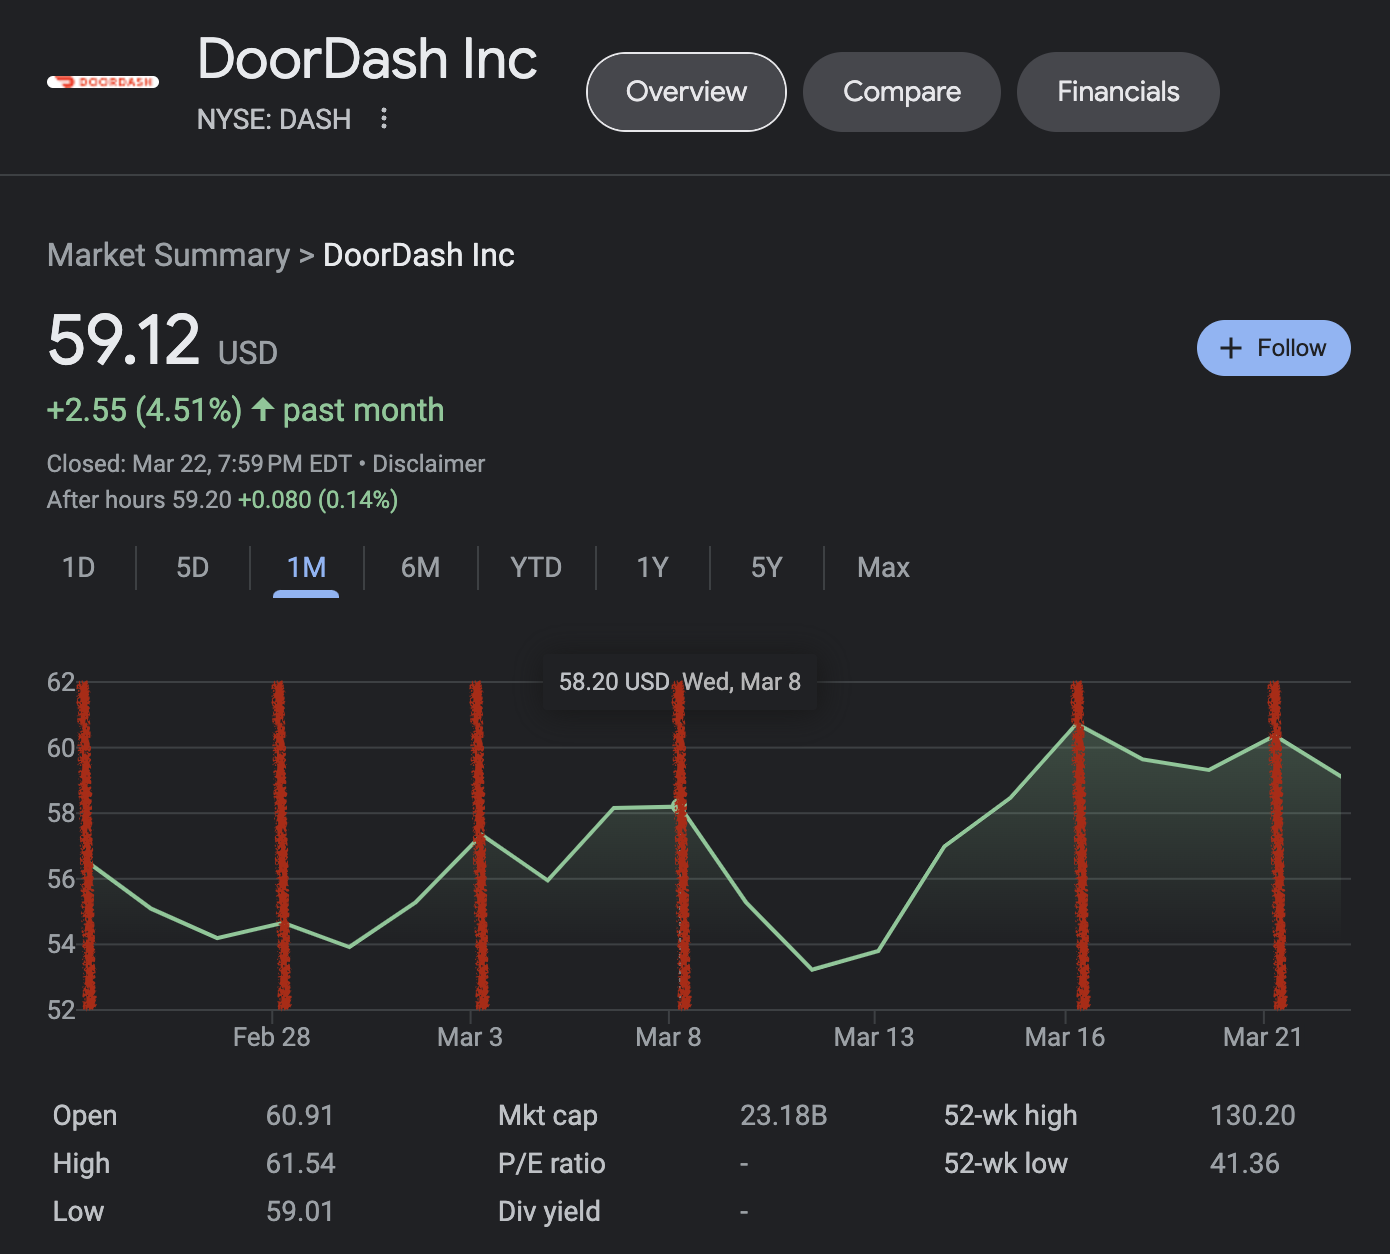 DoorDash Inc
DOORDASH
NYSE: DASH
Overview
Compare
Financials
Market Summary > DoorDash Inc
59.12 USD
+ Follow
+2.55 (4.51%) ↑ past month
Closed: Mar 22, 7:59 PM EDT • Disclaimer
After hours 59.20 +0.080 (0.14%)
1D 5D 1M 6M YTD 1Y 5Y Max
58.20 USD Wed, Mar 8
62
60
58
56
54
52
Feb 28 Mar 3 Mar 8 Mar 13 Mar 16 Mar 21
Open 60.91 Mkt cap 23.18B 52-wk high 130.20
High 61.54 P/E ratio - 52-wk low 41.36
Low 59.01 Div yield -